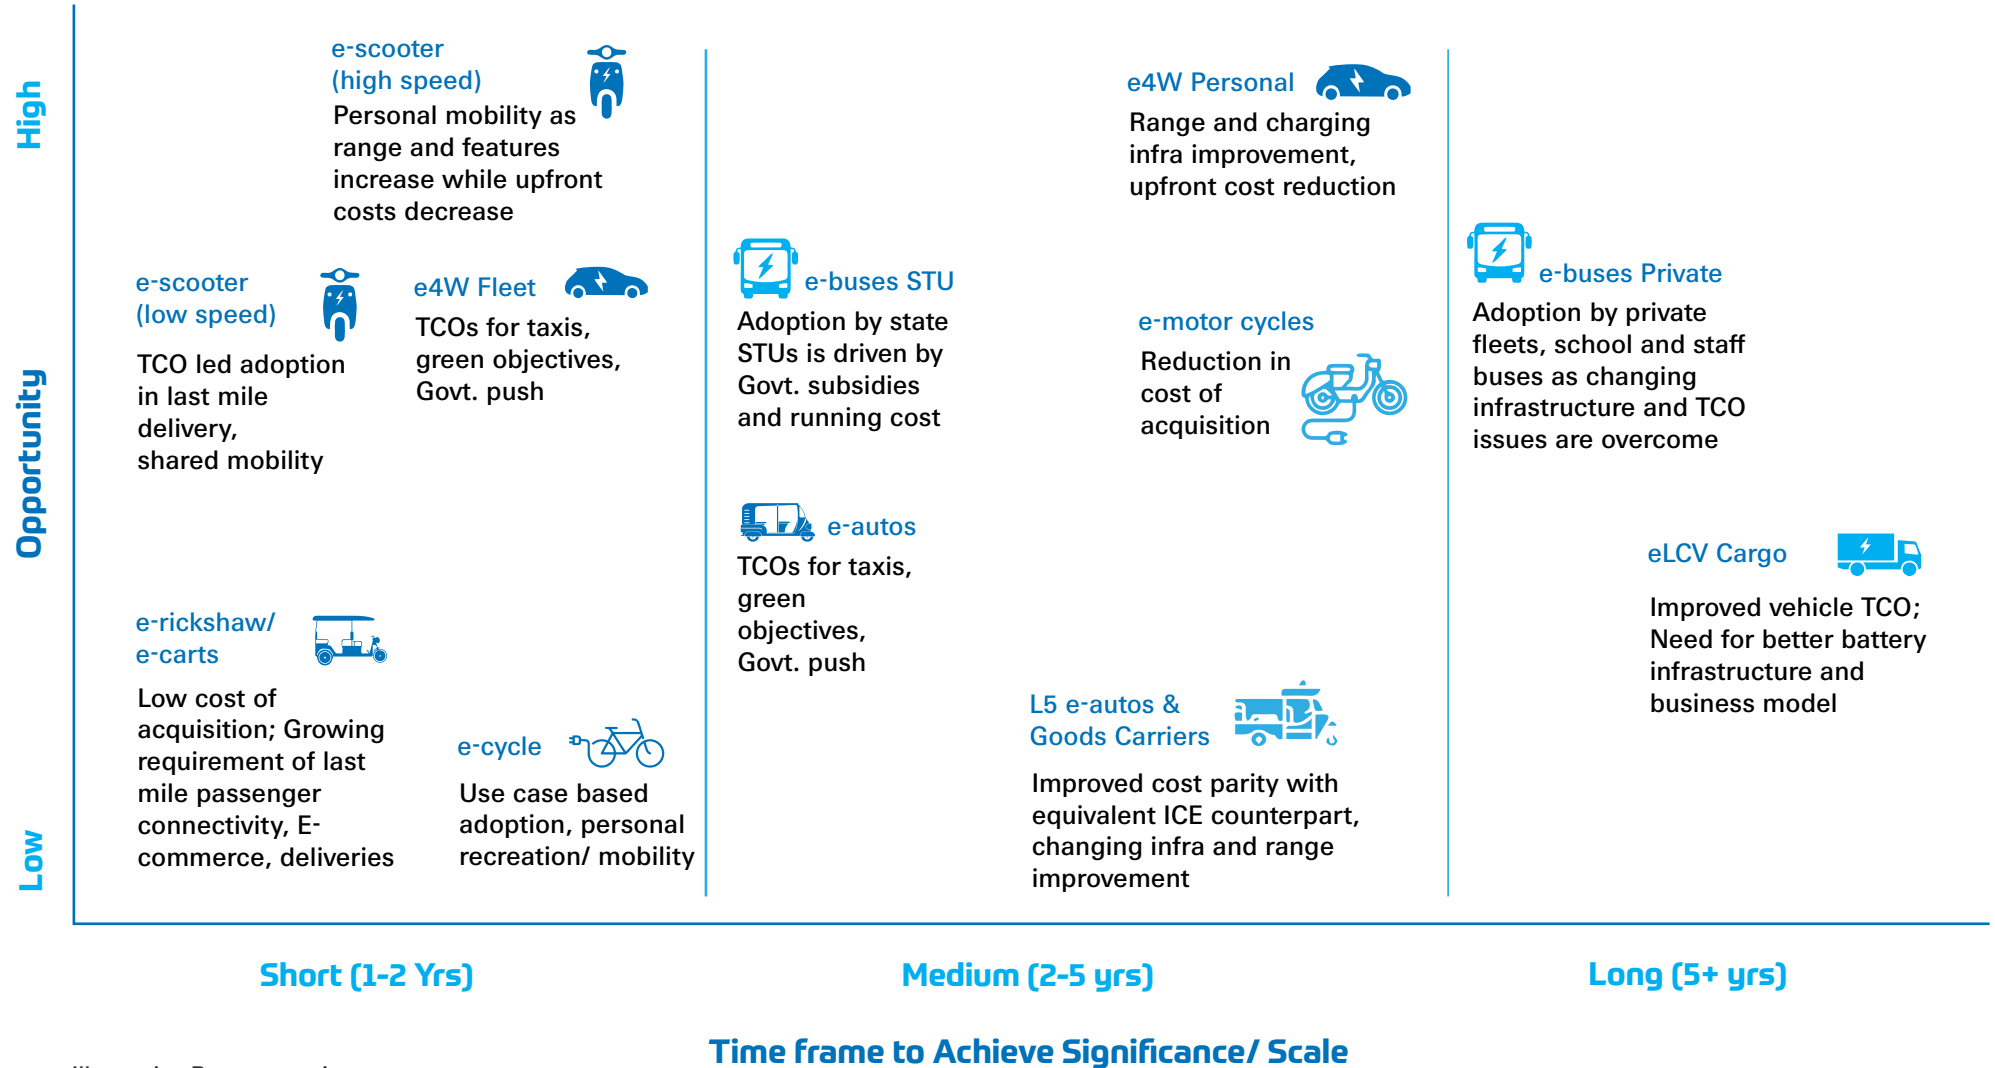 High
Opportunity
Low
e-scooter
(high speed)
Personal mobility as
range and features
increase while upfront
costs decrease
e-scooter
(low speed)
TCO led adoption
in last mile
delivery,
shared mobility
e4W Fleet
TCOs for taxis,
green objectives,
Govt. push
e-rickshaw/
e-carts
Low cost of
acquisition; Growing
requirement of last
mile passenger
connectivity, E-
commerce, deliveries
e-cycle
Use case based
adoption, personal
recreation/ mobility
e-buses STU
Adoption by state
STUs is driven by
Govt. subsidies
and running cost
e-autos
TCOs for taxis,
green
objectives,
Govt. push
e4W Personal
Range and charging
infra improvement,
upfront cost reduction
e-motor cycles
Reduction in
cost of
acquisition
L5 e-autos &
Goods Carriers
Improved cost parity with
equivalent ICE counterpart,
changing infra and range
improvement
e-buses Private
Adoption by private
fleets, school and staff
buses as changing
infrastructure and TCO
issues are overcome
eLCV Cargo
Improved vehicle TCO;
Need for better battery
infrastructure and
business model
Short (1-2 Yrs)
Medium (2-5 yrs)
Long (5+ yrs)
Time frame to Achieve Significance/ Scale